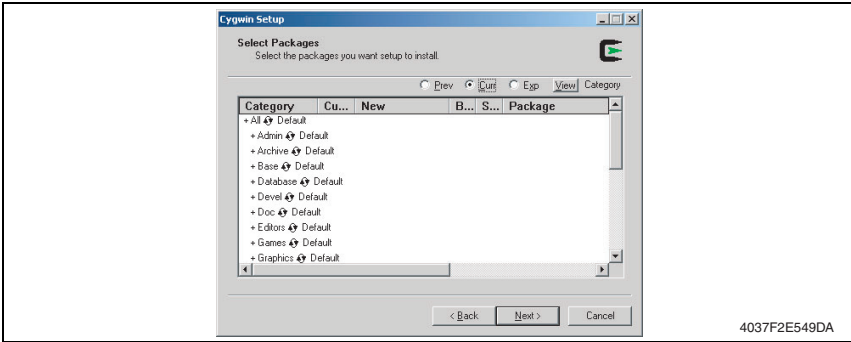 Cygwin Setup
Select Packages
Select the packages you want setup to install.
Prev Curr Exp View Category
Category Cu... New B... S... Package
+ All Default
+ Admin Default
+ Archive Default
+ Base Default
+ Database Default
+ Devel Default
+ Doc Default
+ Editors Default
+ Games Default
+ Graphics Default
< Back Next > Cancel
4037F2E549DA